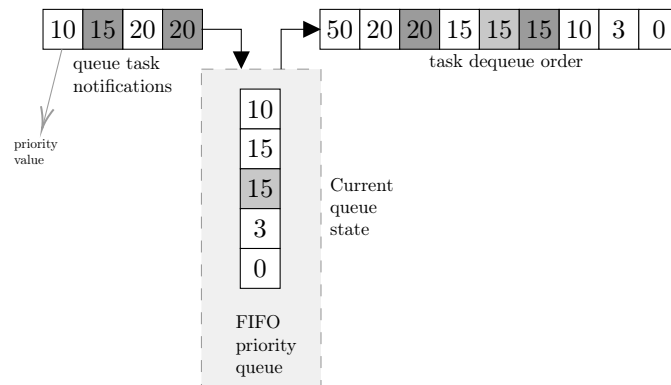 10 15 20 20
50 20 20 15 15 15 10 3 0
queue task
notifications
task dequeue order
priority
value
10
15
15
3
0
Current
queue
state
FIFO
priority
queue